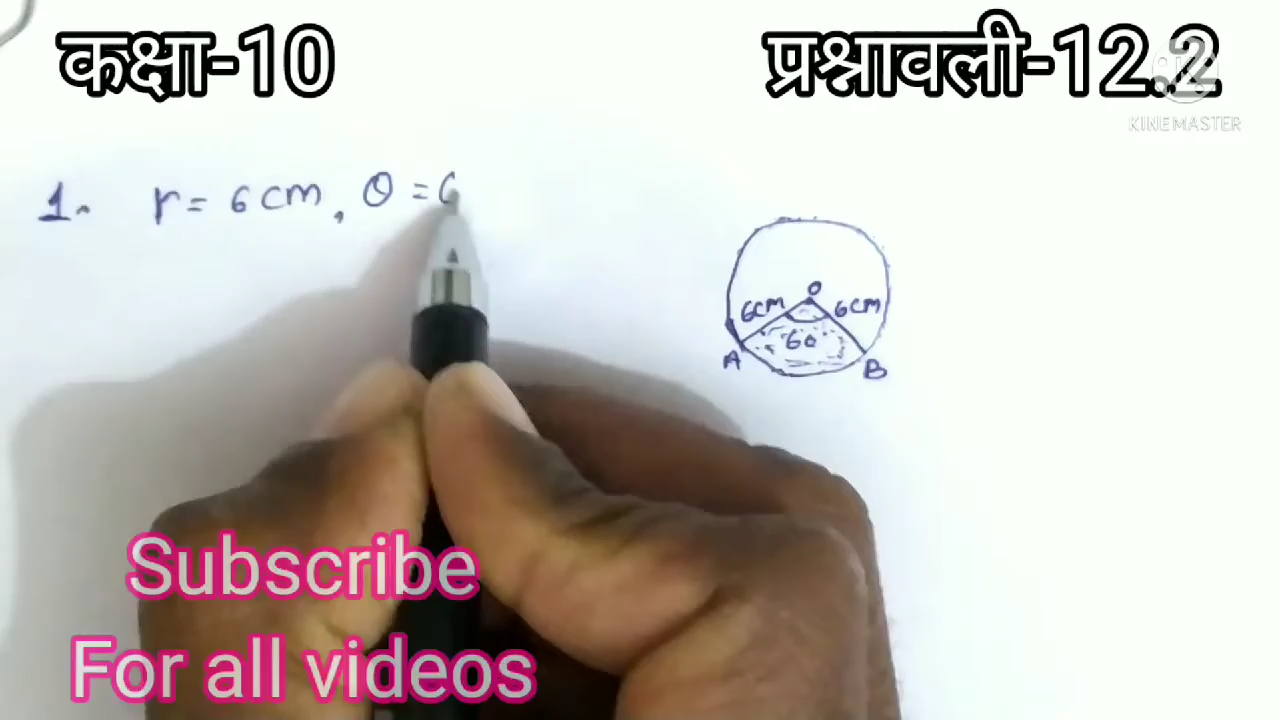 कक्षा-10
प्रश्नावली-12.2
KINEMASTER
1. r = 6 cm, θ = 6
O
6cm
6cm
60
A
B
Subscribe
For all videos